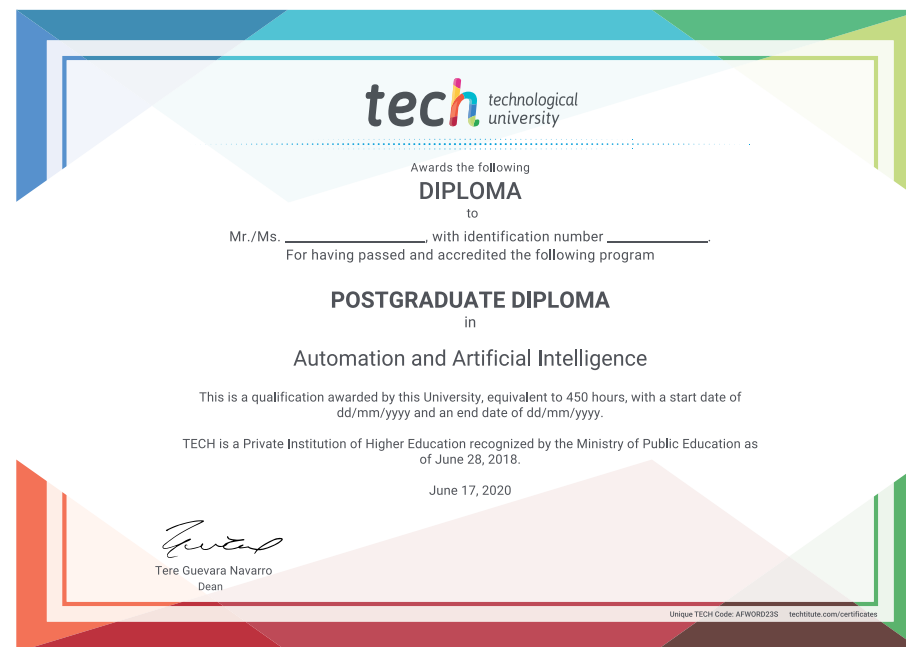 tech technological
university
Awards the following
DIPLOMA
to
Mr./Ms. ____________________, with identification number ______________.
For having passed and accredited the following program
POSTGRADUATE DIPLOMA
in
Automation and Artificial Intelligence
This is a qualification awarded by this University, equivalent to 450 hours, with a start date of
dd/mm/yyyy and an end date of dd/mm/yyyy.
TECH is a Private Institution of Higher Education recognized by the Ministry of Public Education as
of June 28, 2018.
June 17, 2020
Tere Guevara Navarro
Dean
Unique TECH Code: AFWORD23S techtitute.com/certificates